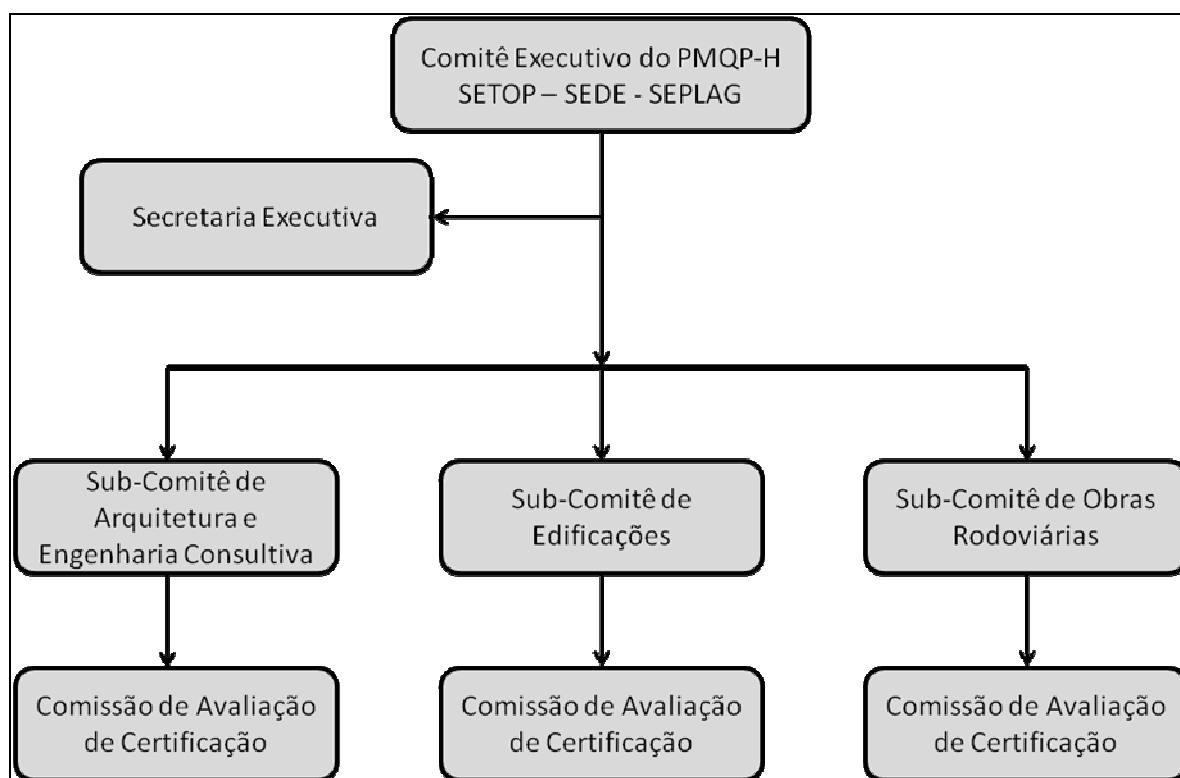 Comitê Executivo do PMQP-H
SETOP – SEDE - SEPLAG
Secretaria Executiva
Sub-Comitê de
Arquitetura e
Engenharia Consultiva
Sub-Comitê de
Edificações
Sub-Comitê de Obras
Rodoviárias
Comissão de Avaliação
de Certificação
Comissão de Avaliação
de Certificação
Comissão de Avaliação
de Certificação